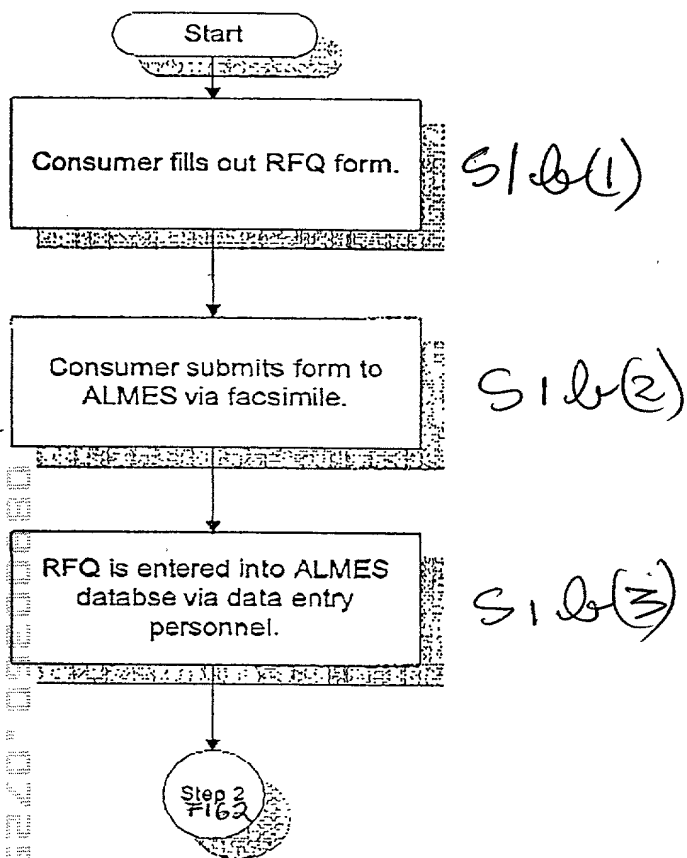 Start
Consumer fills out RFQ form.
S1b(1)
Consumer submits form to
ALMES via facsimile.
S1b(2)
RFQ is entered into ALMES
databse via data entry
personnel.
S1b(3)
Step 2
FIG2